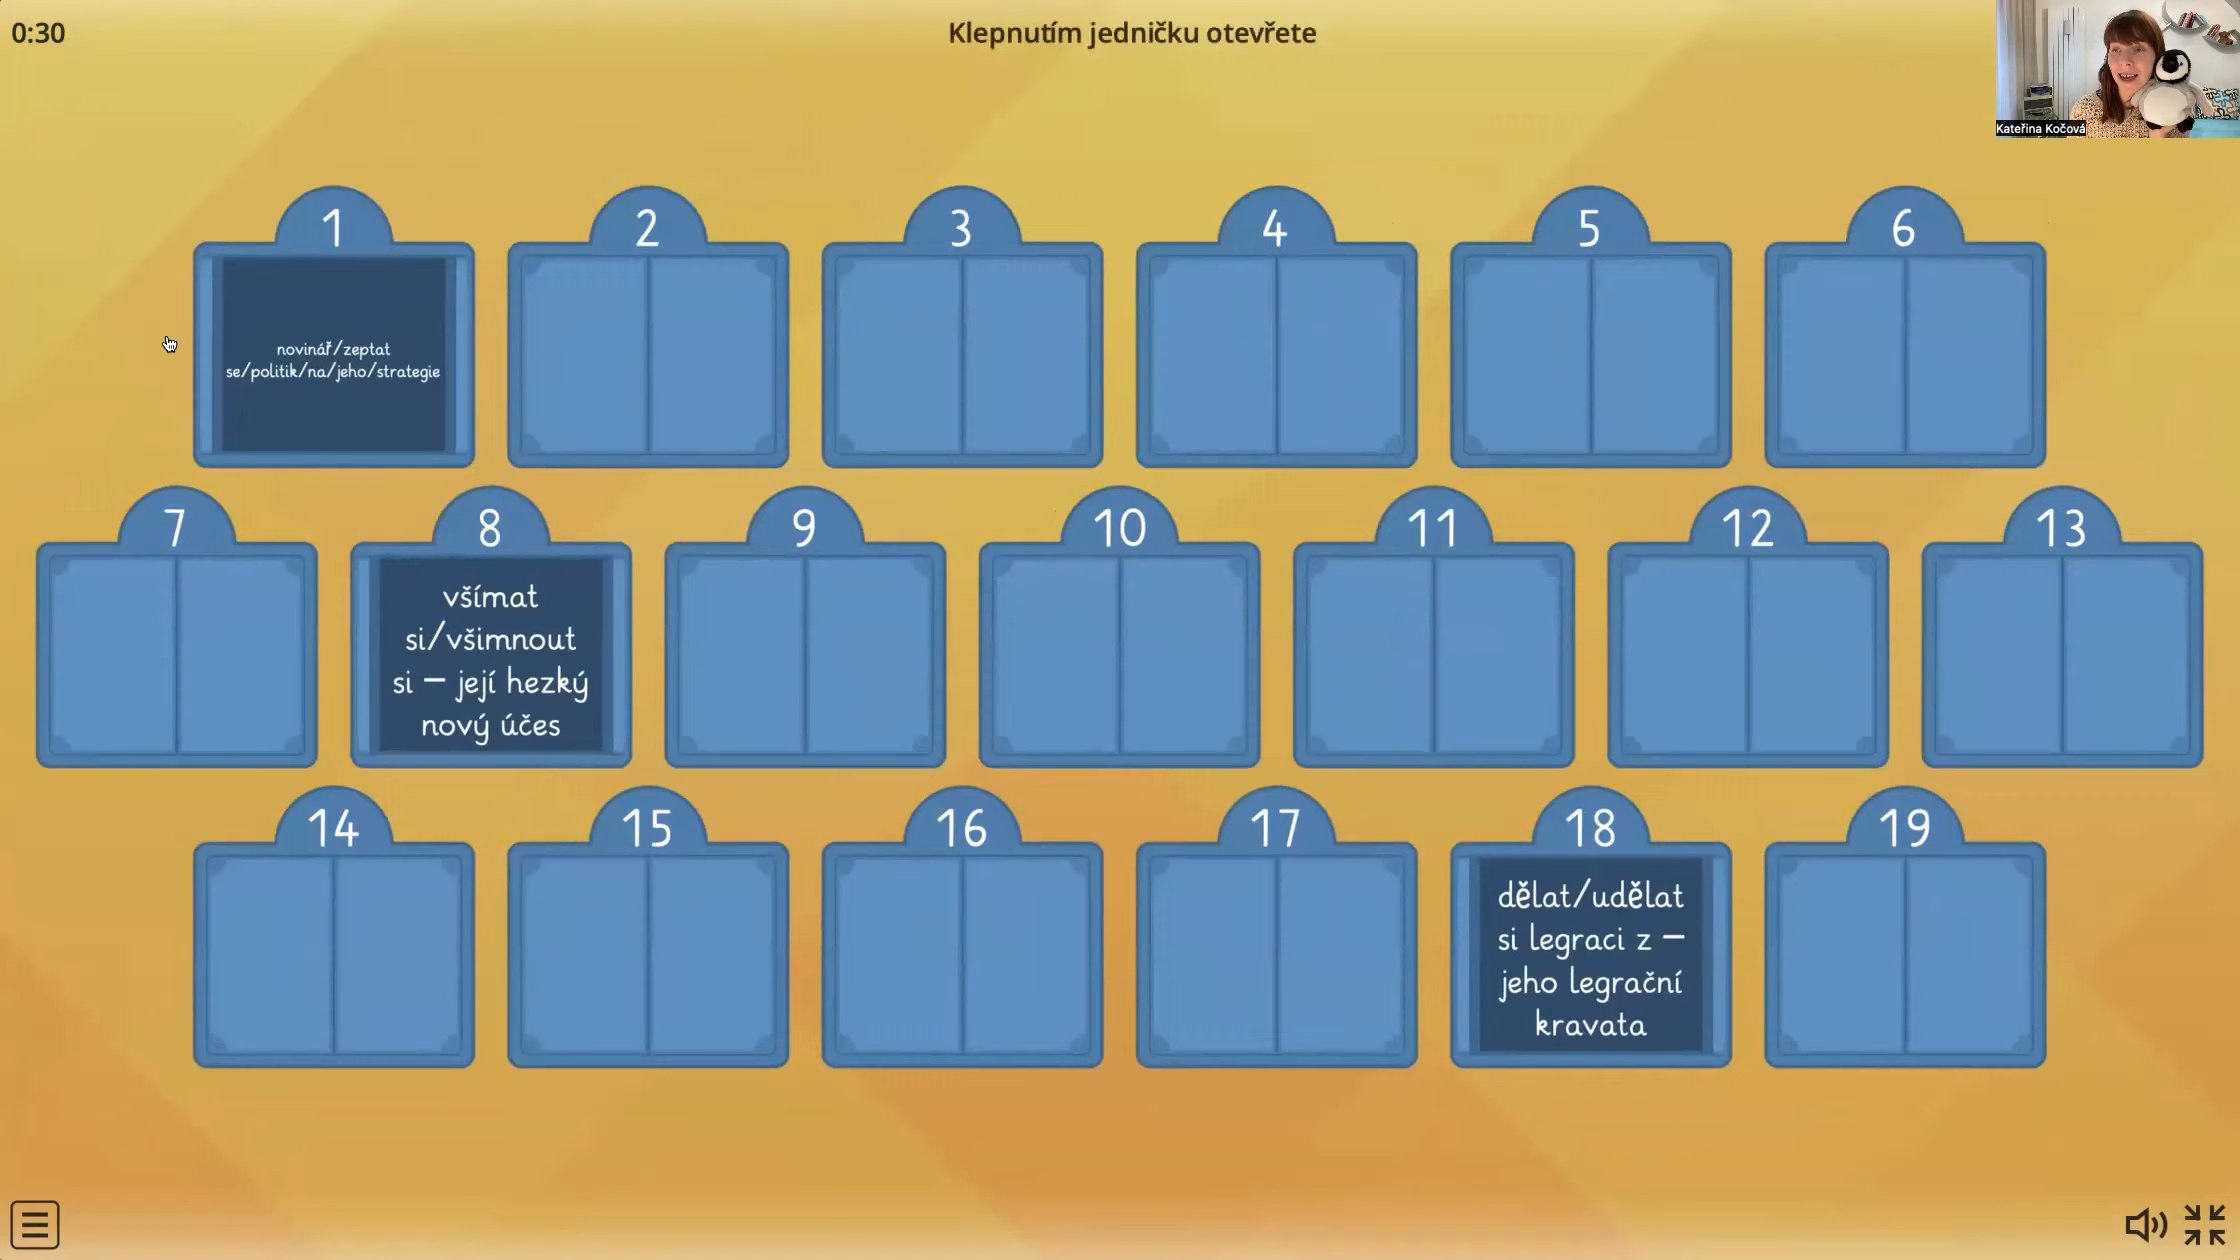 0:30
Klepnutím jedničku otevřete
Kateřina Kočová
1
2
3
4
5
6
novinář/zeptat
se/politik/na/jeho/strategie
7
8
9
10
11
12
13
všímat
si/všimnout
si – její hezký
nový účes
14
15
16
17
18
19
dělat/udělat
si legraci z –
jeho legrační
kravata